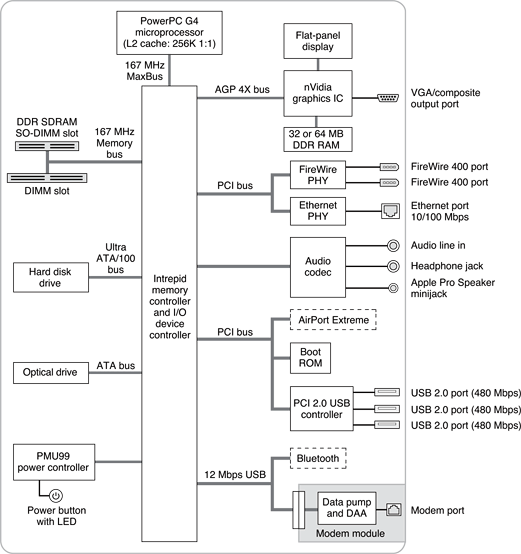 PowerPC G4
microprocessor
(L2 cache: 256K 1:1)
167 MHz
MaxBus
Flat-panel
display
AGP 4X bus
nVidia
graphics IC
VGA/composite
output port
32 or 64 MB
DDR RAM
DDR SDRAM
SO-DIMM slot
167 MHz
Memory
bus
DIMM slot
PCI bus
FireWire
PHY
FireWire 400 port
FireWire 400 port
Ethernet
PHY
Ethernet port
10/100 Mbps
Ultra
ATA/100
bus
Hard disk
drive
Audio
codec
Audio line in
Headphone jack
Apple Pro Speaker
minijack
Intrepid
memory
controller
and I/O
device
controller
PCI bus
AirPort Extreme
Boot
ROM
Optical drive
ATA bus
PCI 2.0 USB
controller
USB 2.0 port (480 Mbps)
USB 2.0 port (480 Mbps)
USB 2.0 port (480 Mbps)
PMU99
power controller
Power button
with LED
12 Mbps USB
Bluetooth
Data pump
and DAA
Modem port
Modem module